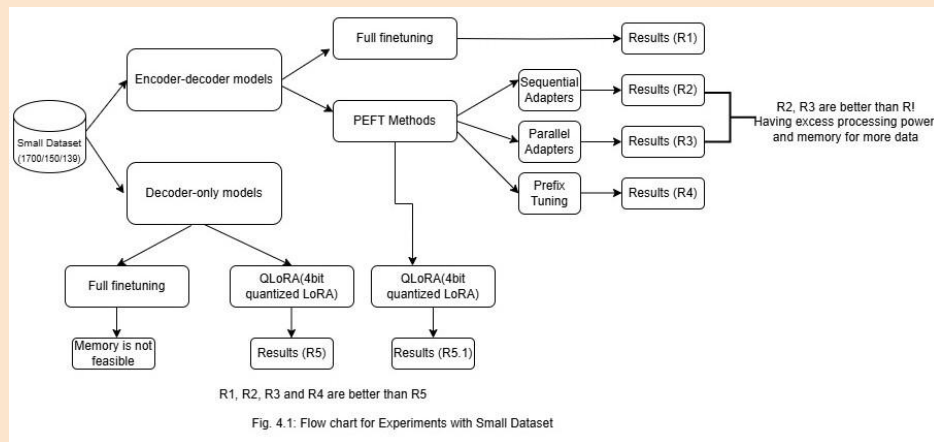 Full finetuning
Results (R1)
Encoder-decoder models
Sequential
Adapters
Results (R2)
PEFT Methods
R2, R3 are better than R!
Having excess processing power
and memory for more data
Small Dataset
(1700/150/139)
Parallel
Adapters
Results (R3)
Decoder-only models
Prefix
Tuning
Results (R4)
Full finetuning
QLoRA(4bit
quantized LoRA)
QLoRA(4bit
quantized LoRA)
Memory is not
feasible
Results (R5)
Results (R5.1)
R1, R2, R3 and R4 are better than R5
Fig. 4.1: Flow chart for Experiments with Small Dataset